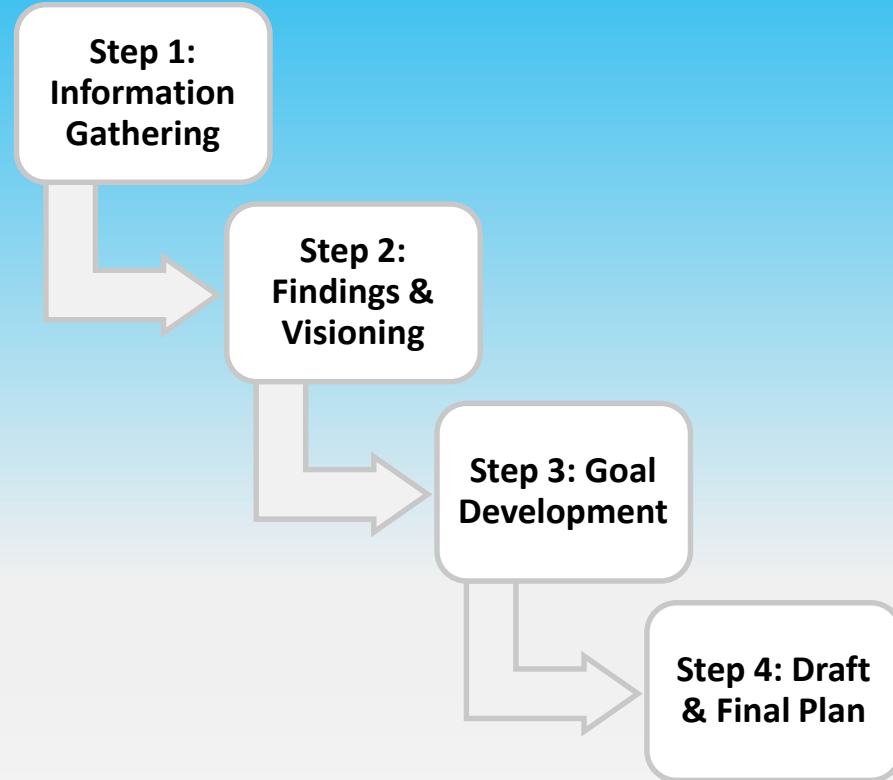 Step 1:
Information
Gathering
Step 2:
Findings &
Visioning
Step 3: Goal
Development
Step 4: Draft
& Final Plan